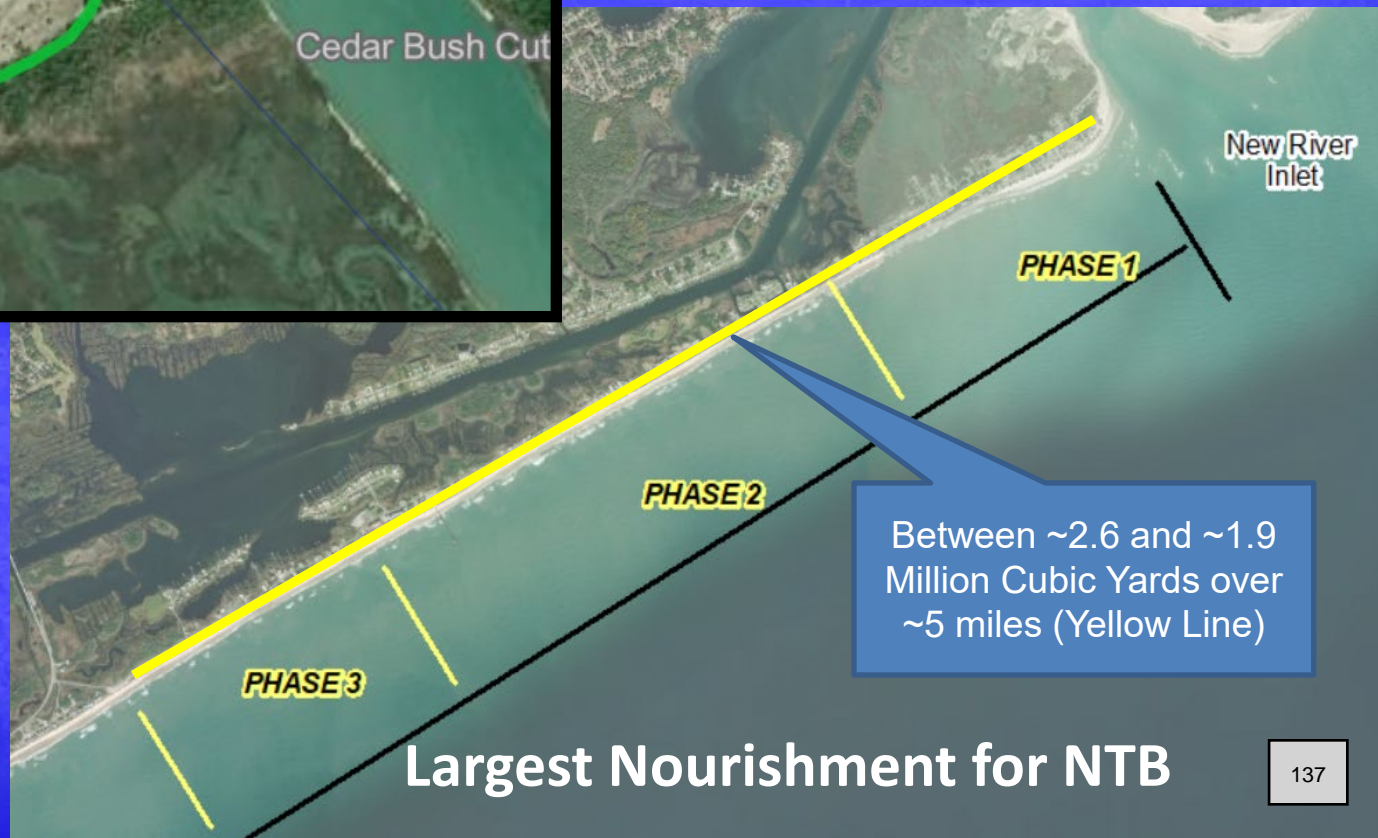 Cedar Bush Cut
New River
Inlet
PHASE 1
PHASE 2
Between ~2.6 and ~1.9
Million Cubic Yards over
~5 miles (Yellow Line)
PHASE 3
Largest Nourishment for NTB
137